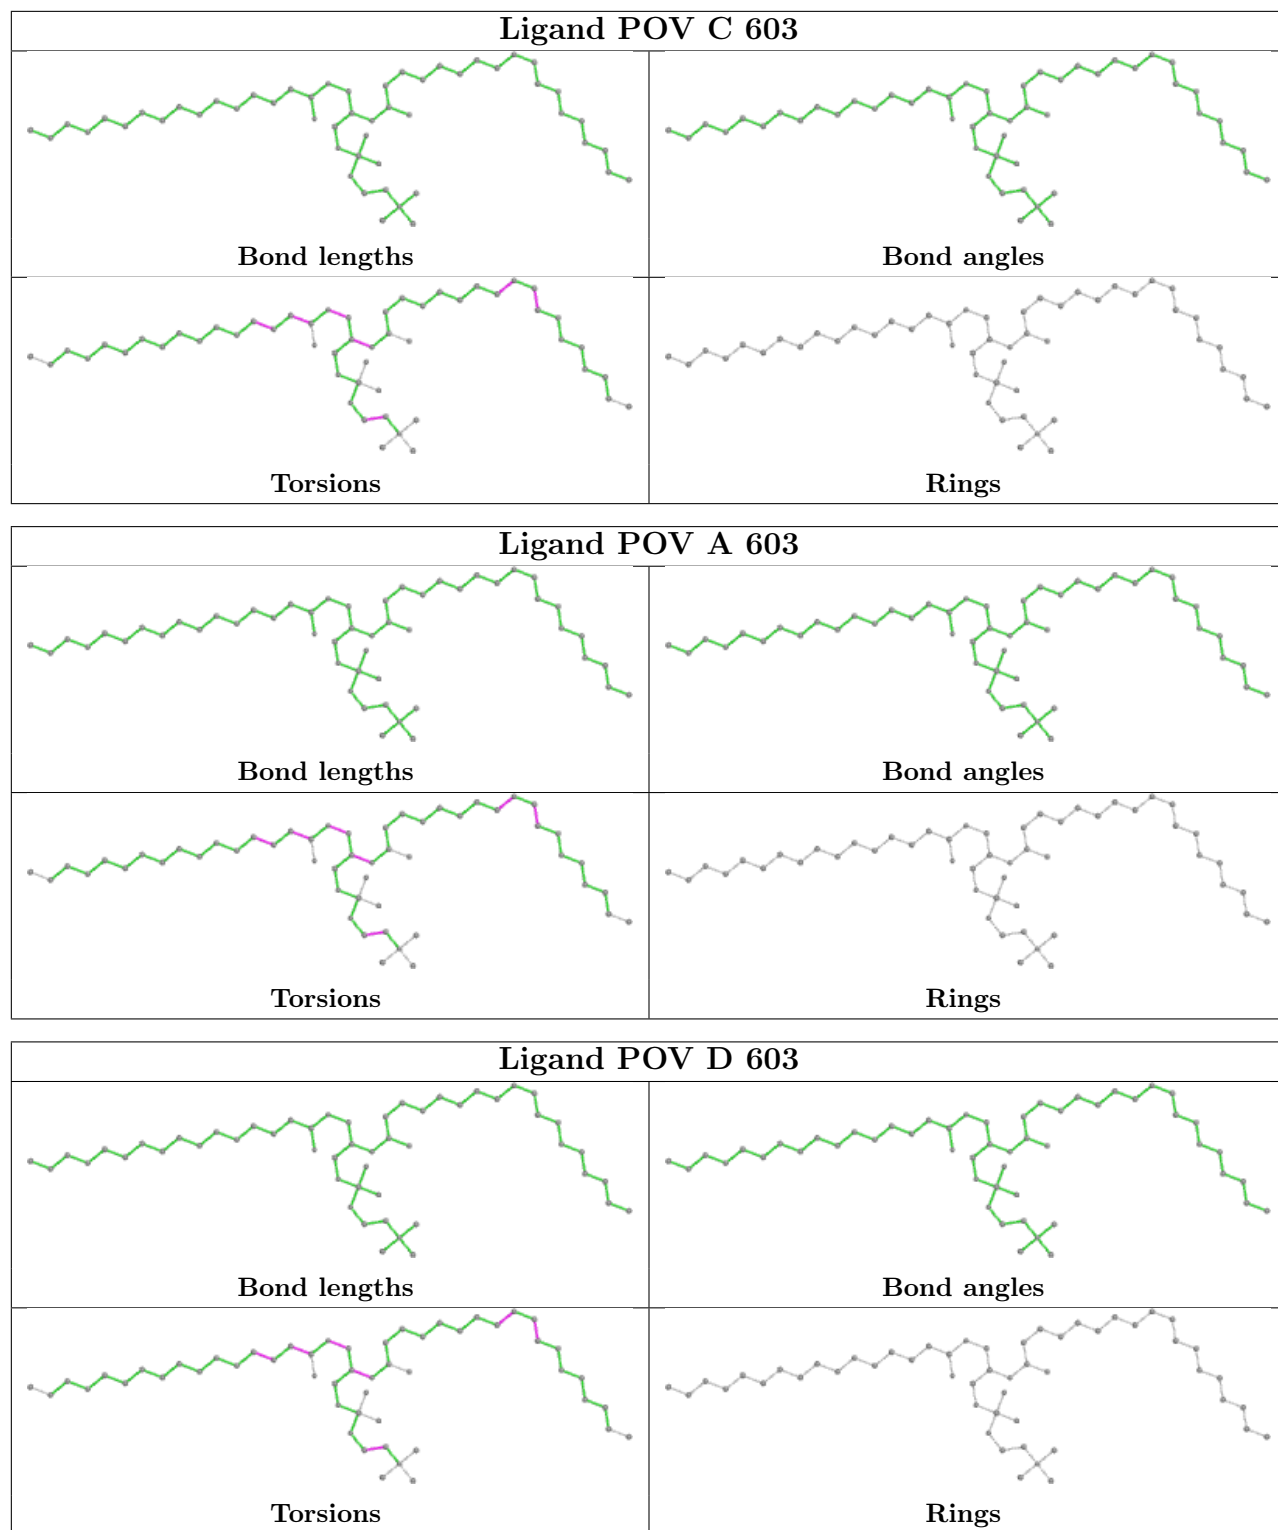 Ligand POV C 603
Bond lengths
Bond angles
Torsions
Rings
Ligand POV A 603
Bond lengths
Bond angles
Torsions
Rings
Ligand POV D 603
Bond lengths
Bond angles
Torsions
Rings